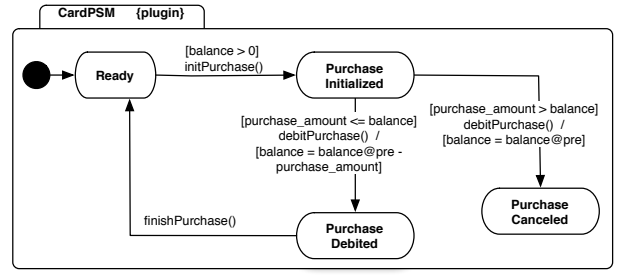 CardPSM {plugin}
Ready
[balance > 0]
initPurchase()
Purchase
Initialized
[purchase_amount <= balance]
debitPurchase() /
[balance = balance@pre -
purchase_amount]
[purchase_amount > balance]
debitPurchase() /
[balance = balance@pre]
finishPurchase()
Purchase
Debited
Purchase
Canceled